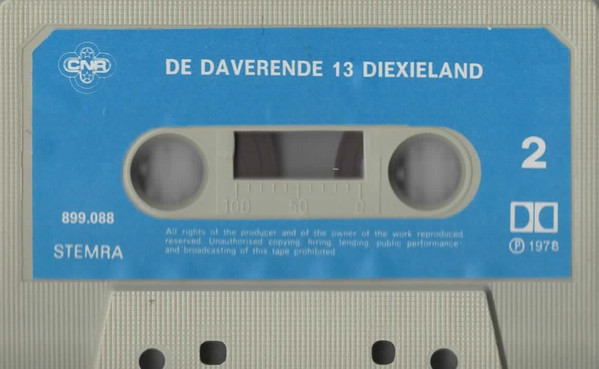 CNR
DE DAVERENDE 13 DIEXIELAND
2
100 50 0
899.088
STEMRA
All rights of the producer and of the owner of the work reproduced
reserved. Unauthorised copying, hiring, lending, public performance
and broadcasting of this tape prohibited
℗ 1978